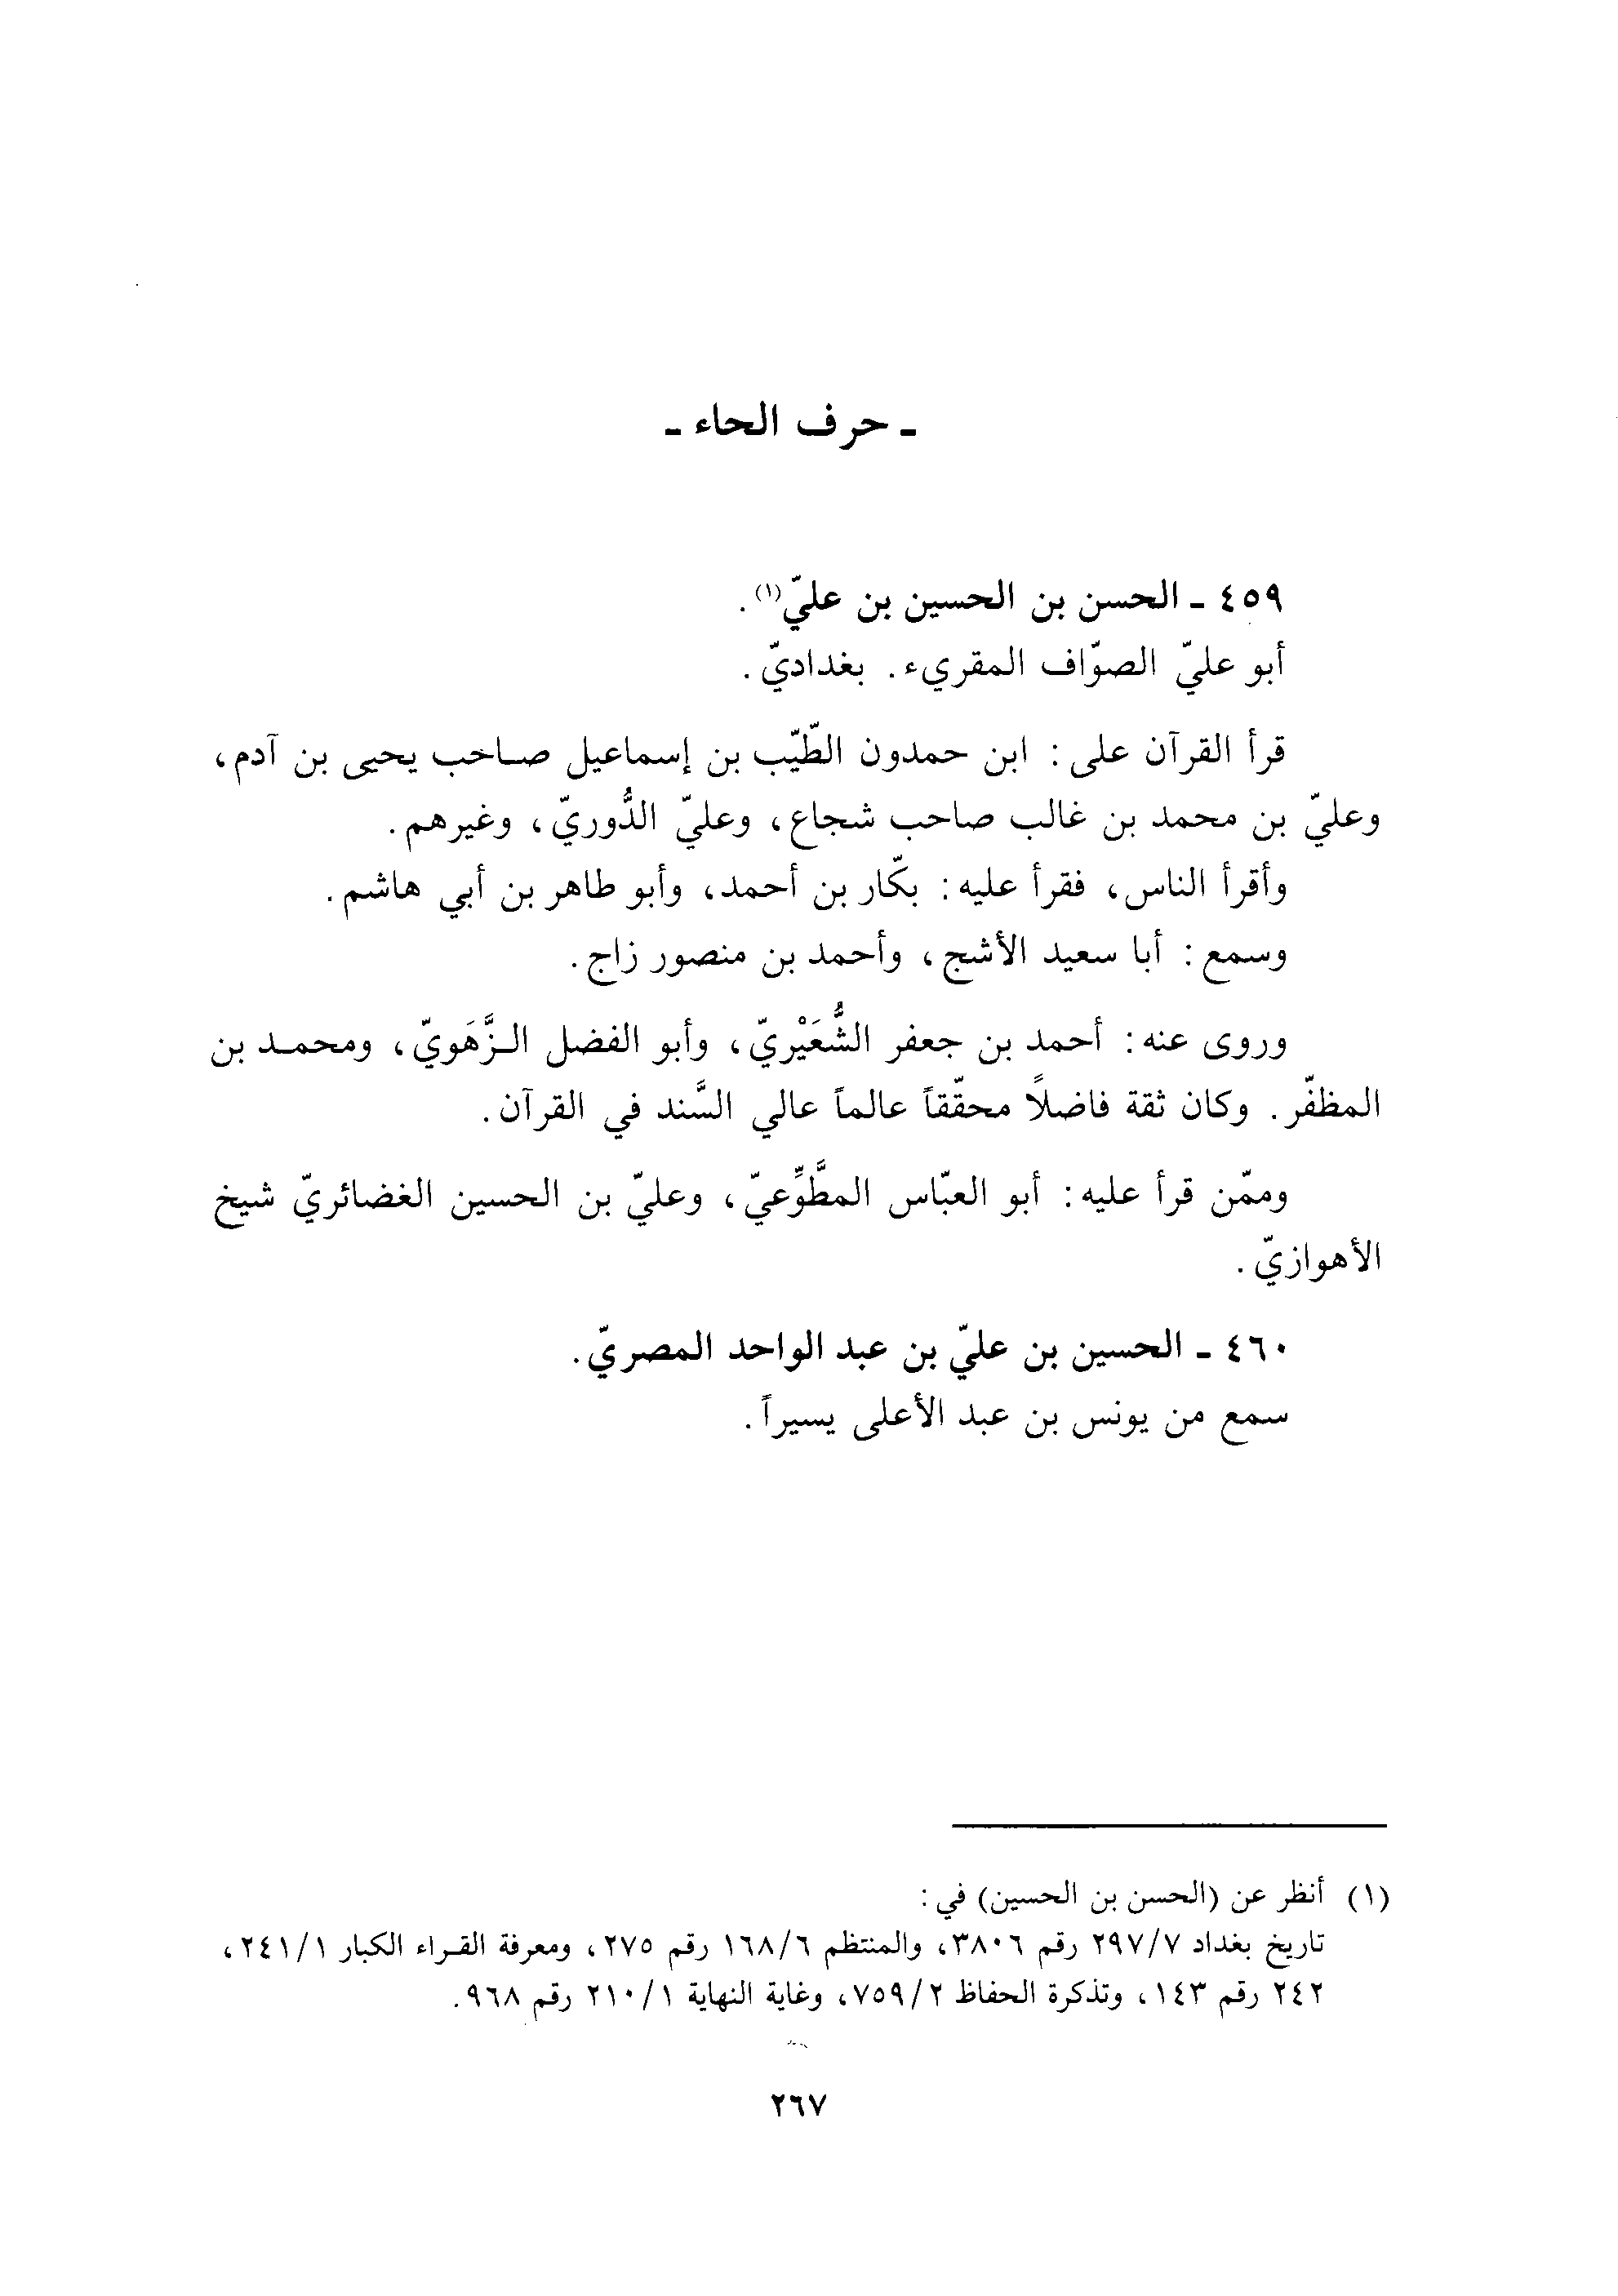 ـ حرف الحاء ـ
٤٥٩ ـ الحسن بن الحسين بن عليّ(١).
أبو عليّ الصوّاف المقريء. بغداديّ.
قرأ القرآن على: ابن حمدون الطّيّب بن إسماعيل صاحب يحيى بن آدم،
وعليّ بن محمد بن غالب صاحب شجاع، وعليّ الدُّوريّ، وغيرهم.
وأقرأ الناس، فقرأ عليه: بكّار بن أحمد، وأبو طاهر بن أبي هاشم.
وسمع: أبا سعيد الأشج، وأحمد بن منصور زاج.
وروى عنه: أحمد بن جعفر الشُّعَيْريّ، وأبو الفضل الزَّهَويّ، ومحمد بن
المظفّر. وكان ثقة فاضلاً محقّقاً عالماً عالي السَّند في القرآن.
وممّن قرأ عليه: أبو العبّاس المطَّوِّعيّ، وعليّ بن الحسين الغضائريّ شيخ
الأهوازيّ.
٤٦٠ ـ الحسين بن عليّ بن عبد الواحد المصريّ.
سمع من يونس بن عبد الأعلى يسيراً.
(١) أنظر عن (الحسن بن الحسين) في:
تاريخ بغداد ٢٩٧/٧ رقم ٣٨٠٦، والمنتظم ١٦٨/٦ رقم ٢٧٥، ومعرفة القراء الكبار ٢٤١/١،
٢٤٢ رقم ١٤٣، وتذكرة الحفاظ ٧٥٩/٢، وغاية النهاية ٢١٠/١ رقم ٩٦٨.
٢٦٧